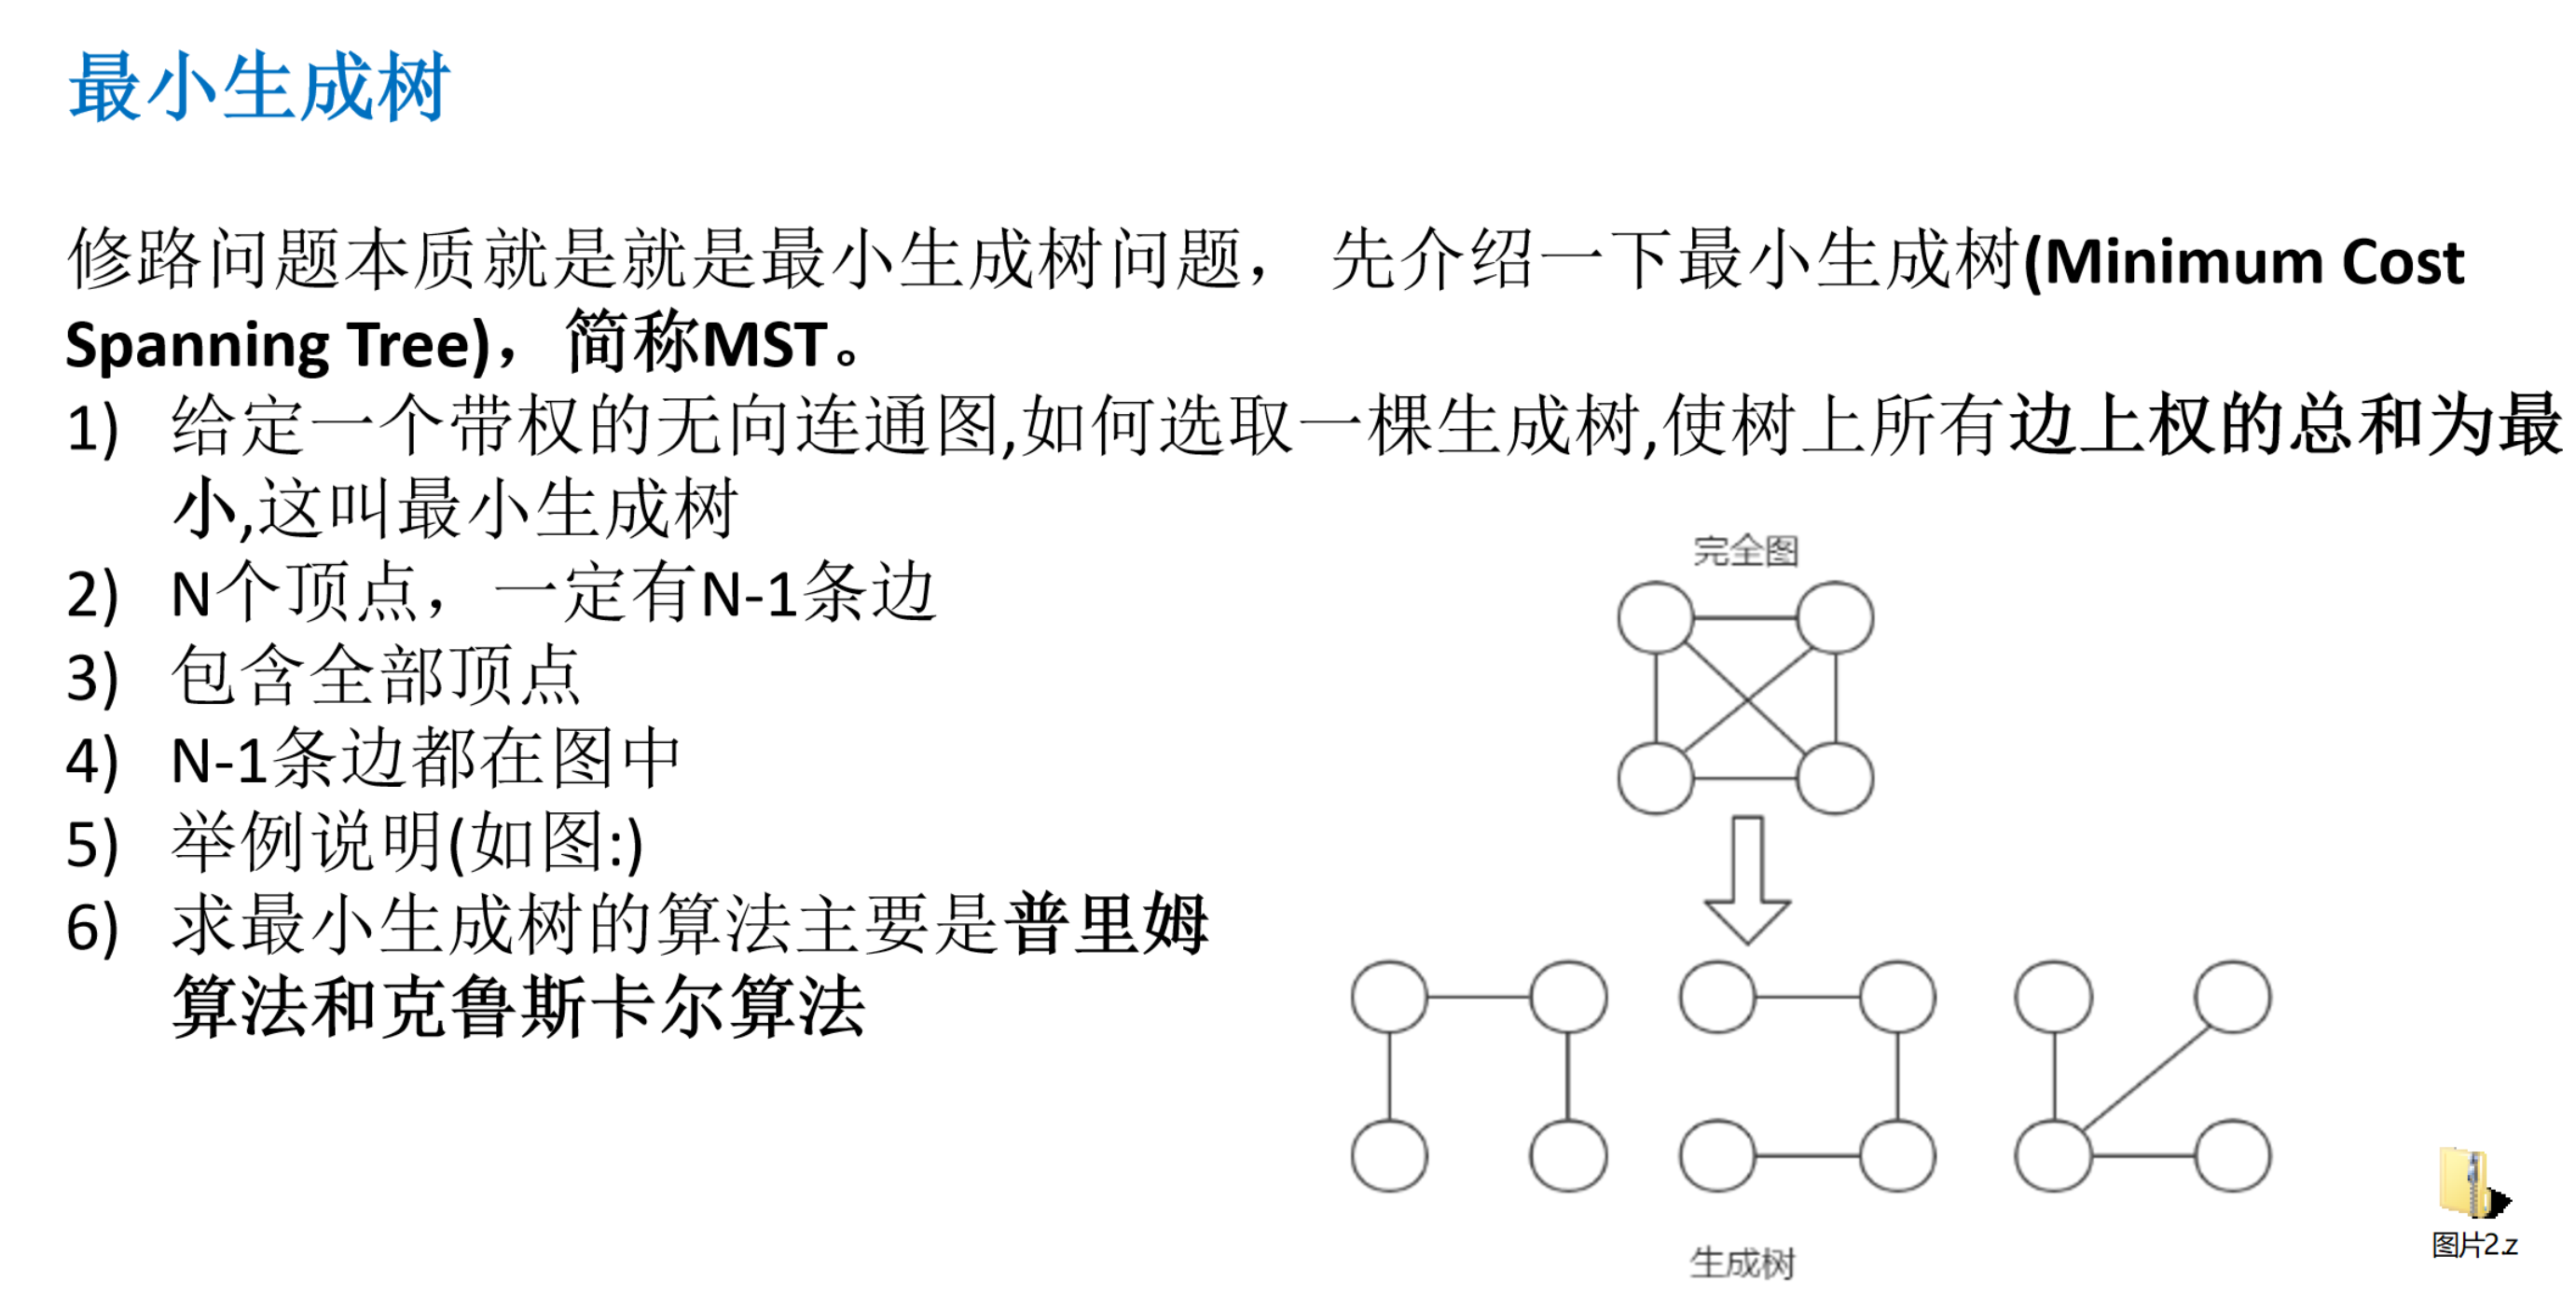 最小生成树
修路问题本质就是就是最小生成树问题， 先介绍一下最小生成树(Minimum Cost
Spanning Tree)，简称MST。
1) 给定一个带权的无向连通图,如何选取一棵生成树,使树上所有边上权的总和为最
小,这叫最小生成树
2) N个顶点，一定有N-1条边
3) 包含全部顶点
4) N-1条边都在图中
5) 举例说明(如图:)
6) 求最小生成树的算法主要是普里姆
算法和克鲁斯卡尔算法
完全图
生成树
图片2.z